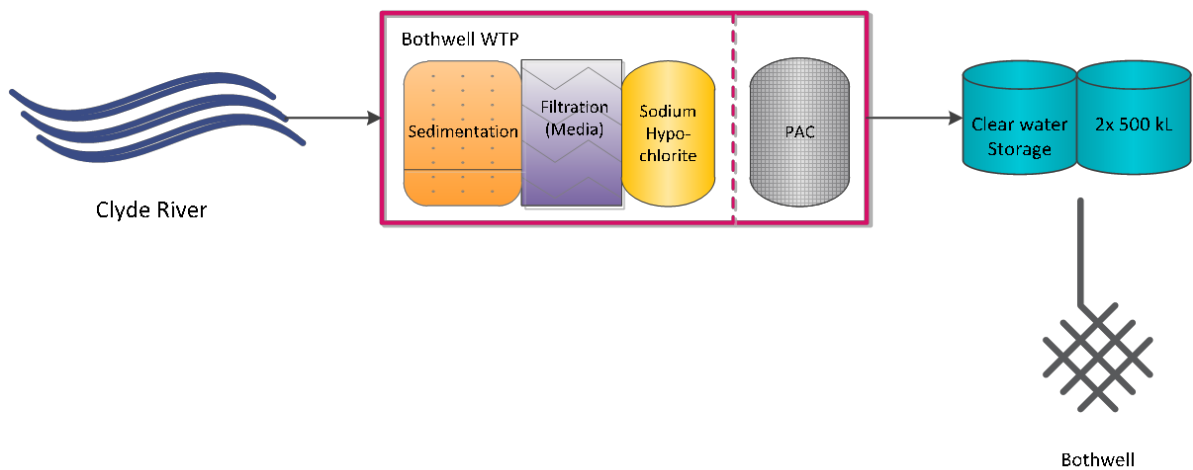 Bothwell WTP
Clyde River
Sedimentation
Filtration
(Media)
Sodium
Hypo-
chlorite
PAC
Clear water
Storage
2x 500 kL
Bothwell